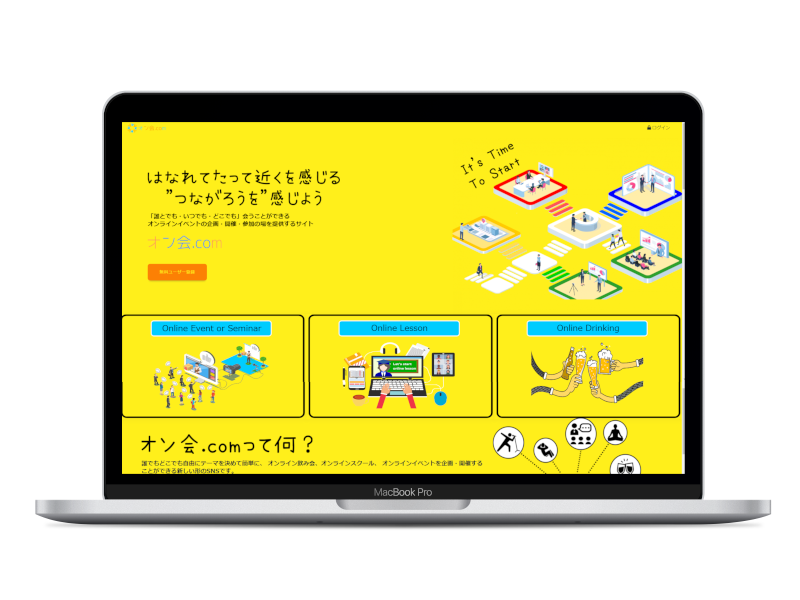 オン会.com
ログイン
はなれてたって近くを感じる
”つながろうを”感じよう
「誰とでも・いつでも・どこでも」会うことができる
オンラインイベントの企画・開催・参加の場を提供するサイト
オン会.com
無料ユーザー登録
It's Time
To Start
Online Event or Seminar
Online Lesson
Online Drinking
Let's start
online lesson
オン会.comって何？
誰でもどこでも自由にテーマを決めて簡単に、オンライン飲み会、オンラインスクール、オンラインイベントを企画・開催する
ことができる新しい形のSNSです。
MacBook Pro